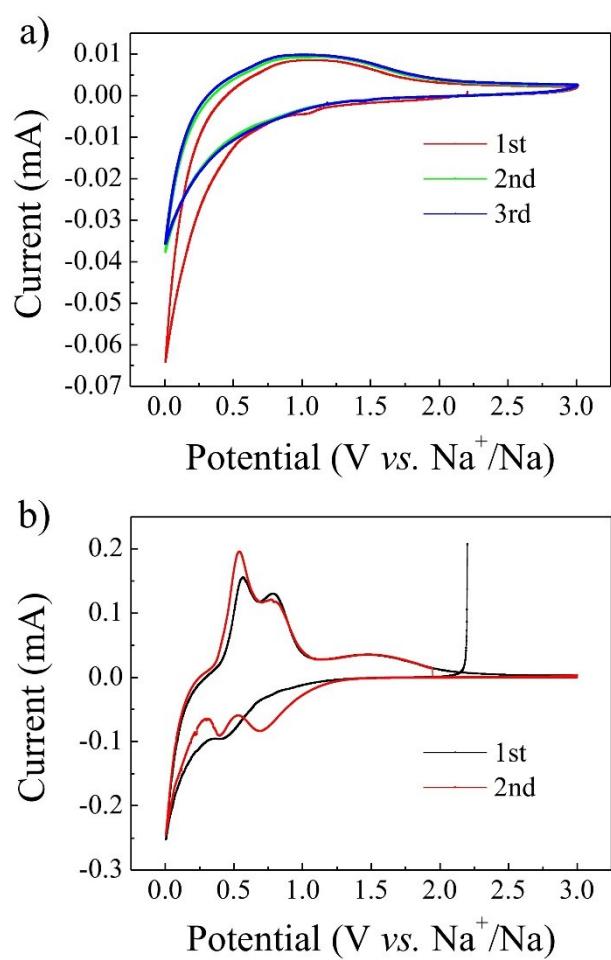 a)
0.01
0.00
-0.01
-0.02
-0.03
-0.04
-0.05
-0.06
-0.07
Current (mA)
1st
2nd
3rd
0.0 0.5 1.0 1.5 2.0 2.5 3.0
Potential (V vs. Na⁺/Na)
b)
0.2
0.1
0.0
-0.1
-0.2
-0.3
Current (mA)
1st
2nd
0.0 0.5 1.0 1.5 2.0 2.5 3.0
Potential (V vs. Na⁺/Na)